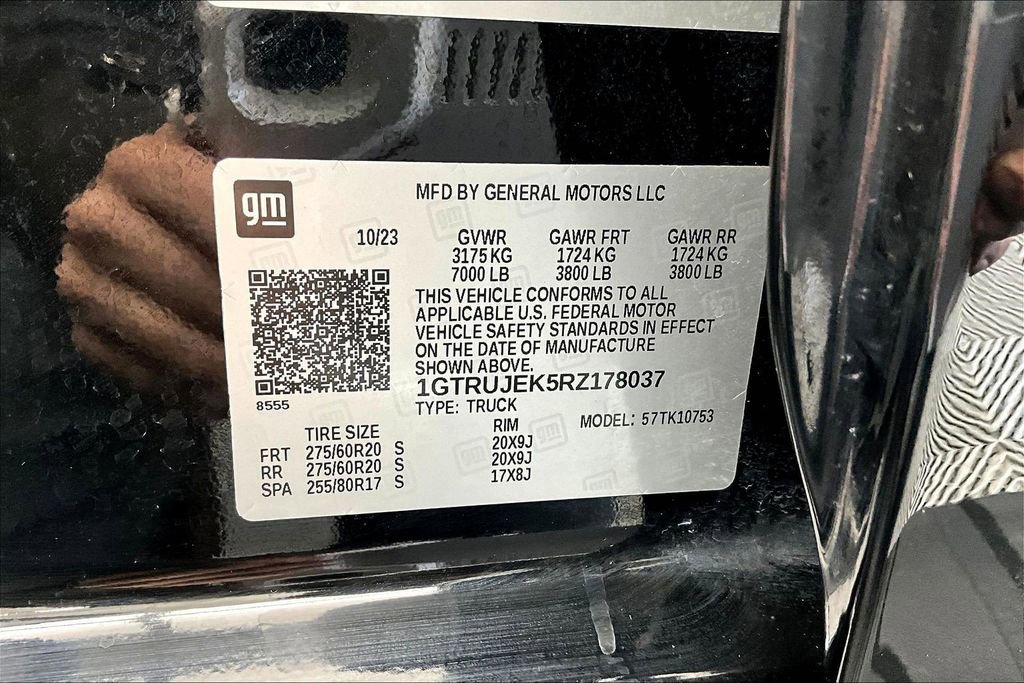 gm
MFD BY GENERAL MOTORS LLC
10/23 GVWR GAWR FRT GAWR RR
3175 KG 1724 KG 1724 KG
7000 LB 3800 LB 3800 LB
THIS VEHICLE CONFORMS TO ALL
APPLICABLE U.S. FEDERAL MOTOR
VEHICLE SAFETY STANDARDS IN EFFECT
ON THE DATE OF MANUFACTURE
SHOWN ABOVE.
1GTRUJEK5RZ178037
8555
TYPE: TRUCK MODEL: 57TK10753
TIRE SIZE RIM
FRT 275/60R20 S 20X9J
RR 275/60R20 S 20X9J
SPA 255/80R17 S 17X8J